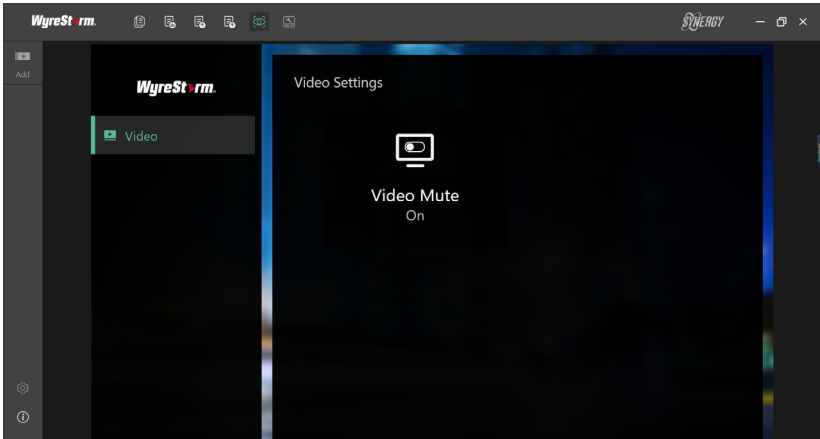 WyreStorm.
SYNERGY
Add
WyreStorm.
Video Settings
Video
Video Mute
On